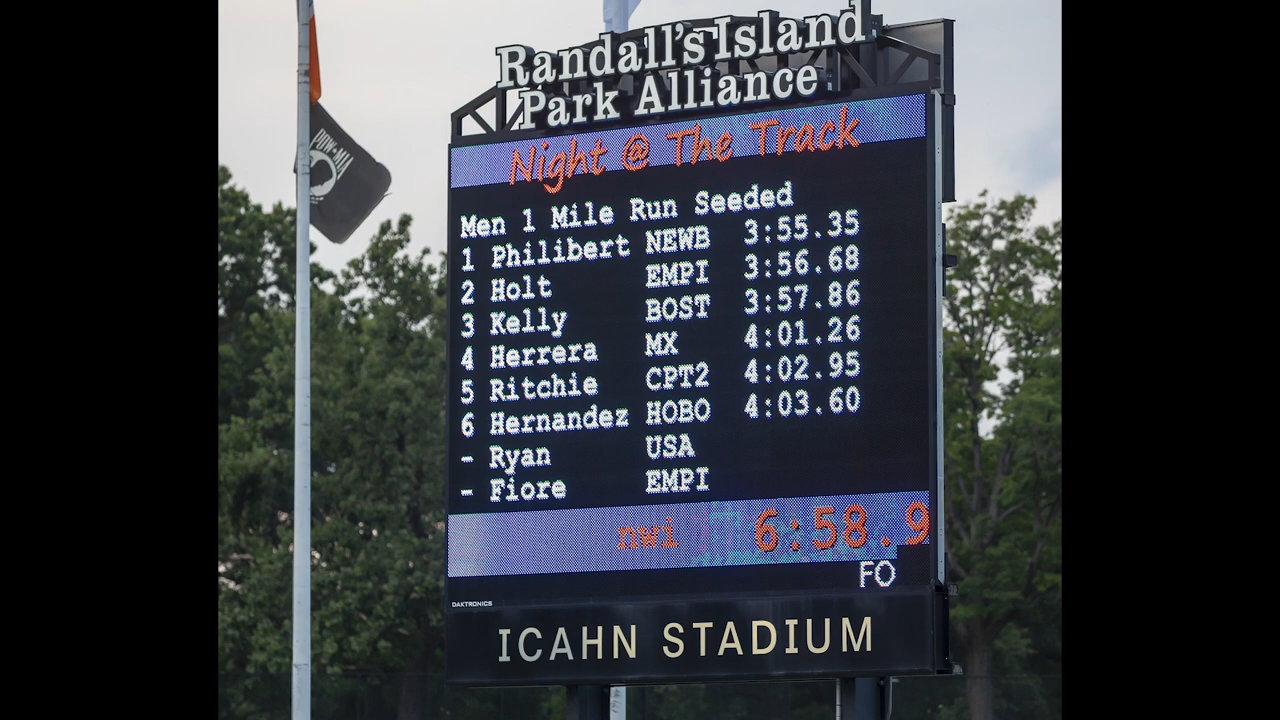 Randall's Island
Park Alliance
POW★MIA
Night @ The Track
Men 1 Mile Run Seeded
1 Philibert NEWB 3:55.35
2 Holt EMPI 3:56.68
3 Kelly BOST 3:57.86
4 Herrera MX 4:01.26
5 Ritchie CPT2 4:02.95
6 Hernandez HOBO 4:03.60
- Ryan USA
- Fiore EMPI
nwi 6:58.9
FO
DAKTRONICS
ICAHN STADIUM